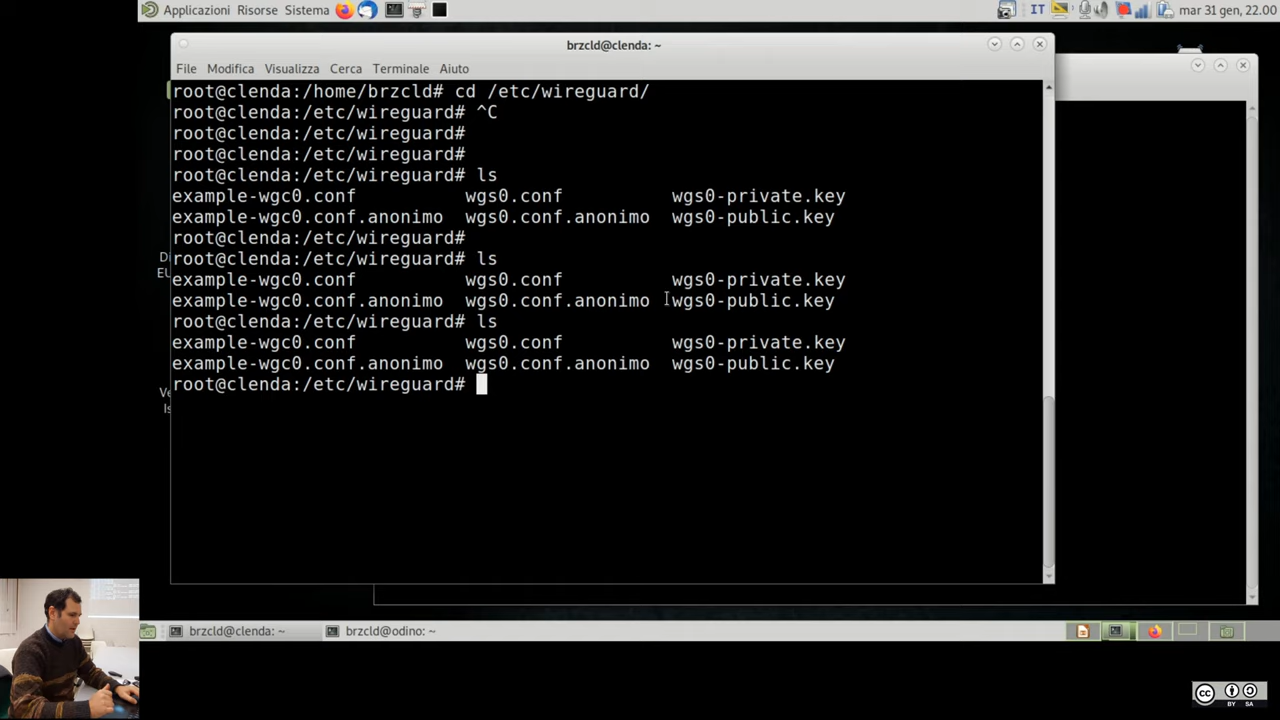 Applicazioni Risorse Sistema
IT
mar 31 gen, 22.00
brzcld@clenda: ~
File Modifica Visualizza Cerca Terminale Aiuto
root@clenda:/home/brzcld# cd /etc/wireguard/
root@clenda:/etc/wireguard# ^C
root@clenda:/etc/wireguard#
root@clenda:/etc/wireguard#
root@clenda:/etc/wireguard# ls
example-wgc0.conf wgs0.conf wgs0-private.key
example-wgc0.conf.anonimo wgs0.conf.anonimo wgs0-public.key
root@clenda:/etc/wireguard#
root@clenda:/etc/wireguard# ls
example-wgc0.conf wgs0.conf wgs0-private.key
example-wgc0.conf.anonimo wgs0.conf.anonimo wgs0-public.key
root@clenda:/etc/wireguard# ls
example-wgc0.conf wgs0.conf wgs0-private.key
example-wgc0.conf.anonimo wgs0.conf.anonimo wgs0-public.key
root@clenda:/etc/wireguard#
brzcld@clenda: ~
brzcld@odino: ~
cc
BY SA